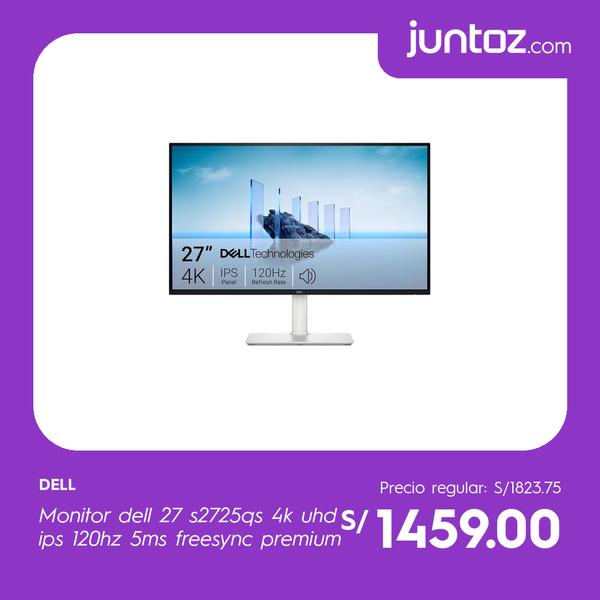 juntoz.com
27” DELLTechnologies
4K | IPS Panel | 120Hz Refresh Rate
DELL
DELL
Precio regular: S/1823.75
Monitor dell 27 s2725qs 4k uhd
ips 120hz 5ms freesync premium
S/ 1459.00